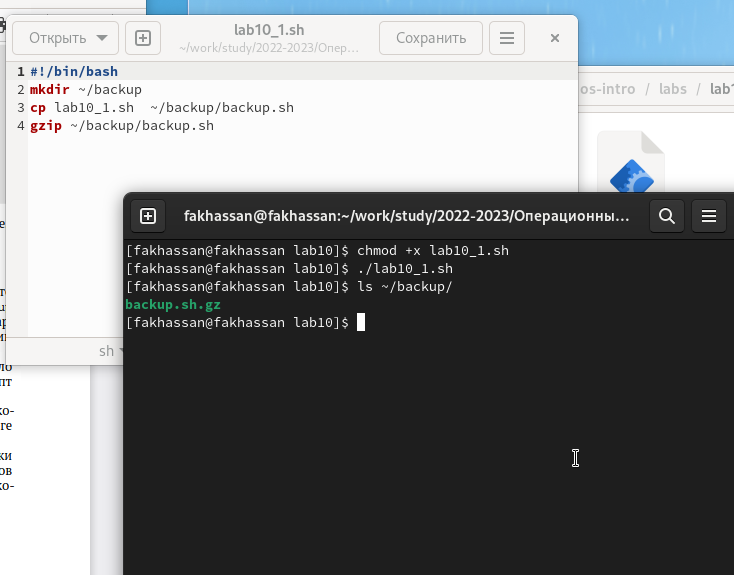 Открыть
lab10_1.sh
~/work/study/2022-2023/Опер...
Сохранить
1 #!/bin/bash
2 mkdir ~/backup
3 cp lab10_1.sh  ~/backup/backup.sh
4 gzip ~/backup/backup.sh
sh
os-intro / labs / lab1
fakhassan@fakhassan:~/work/study/2022-2023/Операционны...
[fakhassan@fakhassan lab10]$ chmod +x lab10_1.sh
[fakhassan@fakhassan lab10]$ ./lab10_1.sh
[fakhassan@fakhassan lab10]$ ls ~/backup/
backup.sh.gz
[fakhassan@fakhassan lab10]$